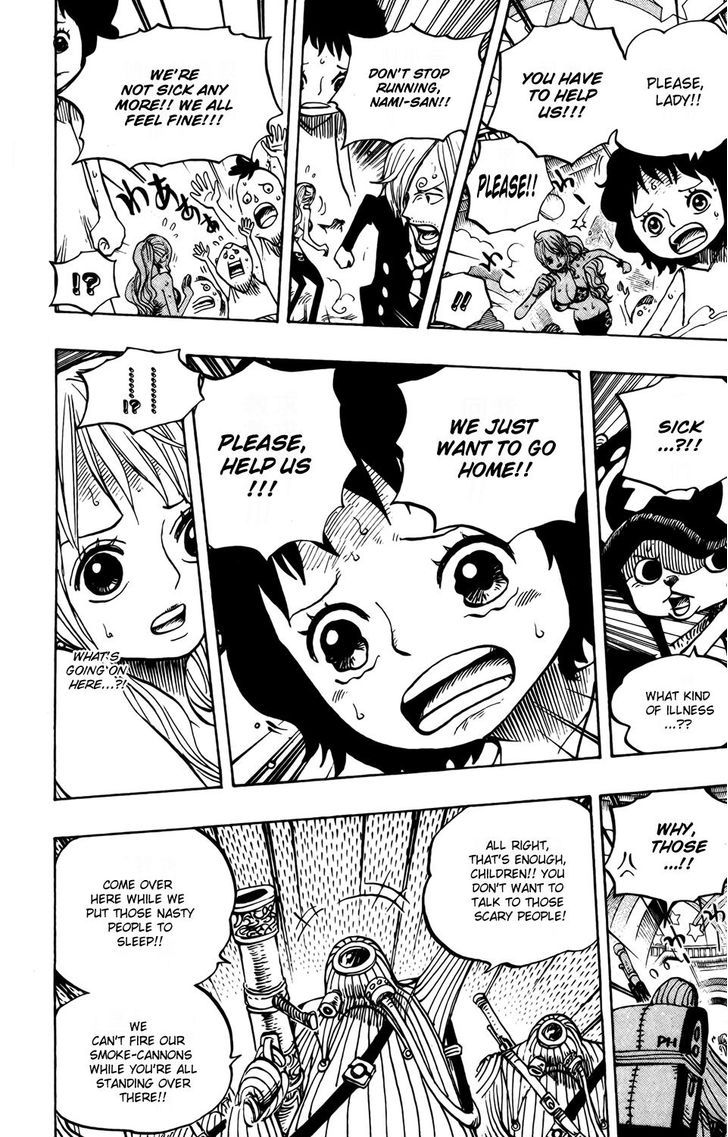 PLEASE,
LADY!!
YOU HAVE
TO HELP
US!!!
PLEASE!!
!!
DON'T STOP
RUNNING,
NAMI-SAN!!
WE'RE
NOT SICK ANY
MORE!! WE ALL
FEEL FINE!!!
わあああ
!?
SICK
...?!!
WHAT KIND
OF ILLNESS
...??
WE JUST
WANT TO GO
HOME!!
PLEASE,
HELP US
!!!
!?
WHAT'S
GOING ON
HERE...?!
WHY,
THOSE
...!!
PH
ALL RIGHT,
THAT'S ENOUGH,
CHILDREN!! YOU
DON'T WANT TO
TALK TO THOSE
SCARY PEOPLE!
COME OVER
HERE WHILE WE
PUT THOSE NASTY
PEOPLE TO
SLEEP!!
WE
CAN'T FIRE OUR
SMOKE-CANNONS
WHILE YOU'RE ALL
STANDING OVER
THERE!!